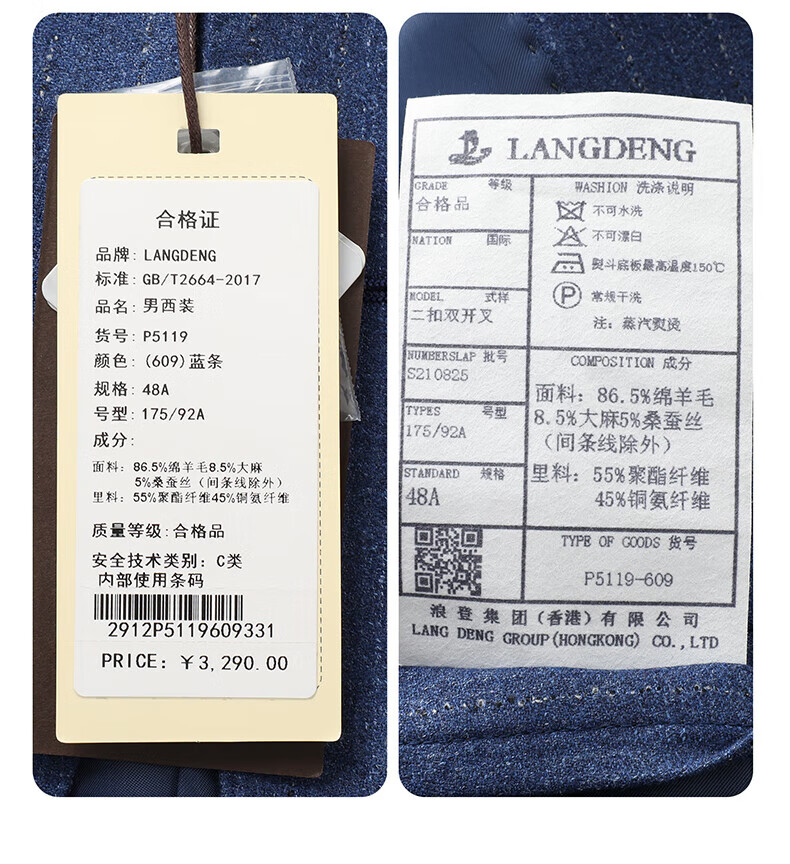 合格证
品牌: LANGDENG
标准: GB/T2664-2017
品名: 男西装
货号: P5119
颜色: (609)蓝条
规格: 48A
号型: 175/92A
成分:
面料: 86.5%绵羊毛8.5%大麻
5%桑蚕丝（间条线除外）
里料: 55%聚酯纤维45%铜氨纤维
质量等级: 合格品
安全技术类别: C类
内部使用条码
2912P5119609331
PRICE: ￥3,290.00
LANGDENG
GRADE 等级
合格品
NATION 国际
MODEL 式样
二扣双开叉
NUMBERSLAP 批号
S210825
TYPES 号型
175/92A
STANDARD 规格
48A
WASHION 洗涤说明
不可水洗
不可漂白
熨斗底板最高温度150℃
P 常规干洗
注: 蒸汽熨烫
COMPOSITION 成分
面料: 86.5%绵羊毛
8.5%大麻5%桑蚕丝
（间条线除外）
里料: 55%聚酯纤维
45%铜氨纤维
TYPE OF GOODS 货号
P5119-609
浪登集团(香港)有限公司
LANG DENG GROUP(HONGKONG) CO.,LTD